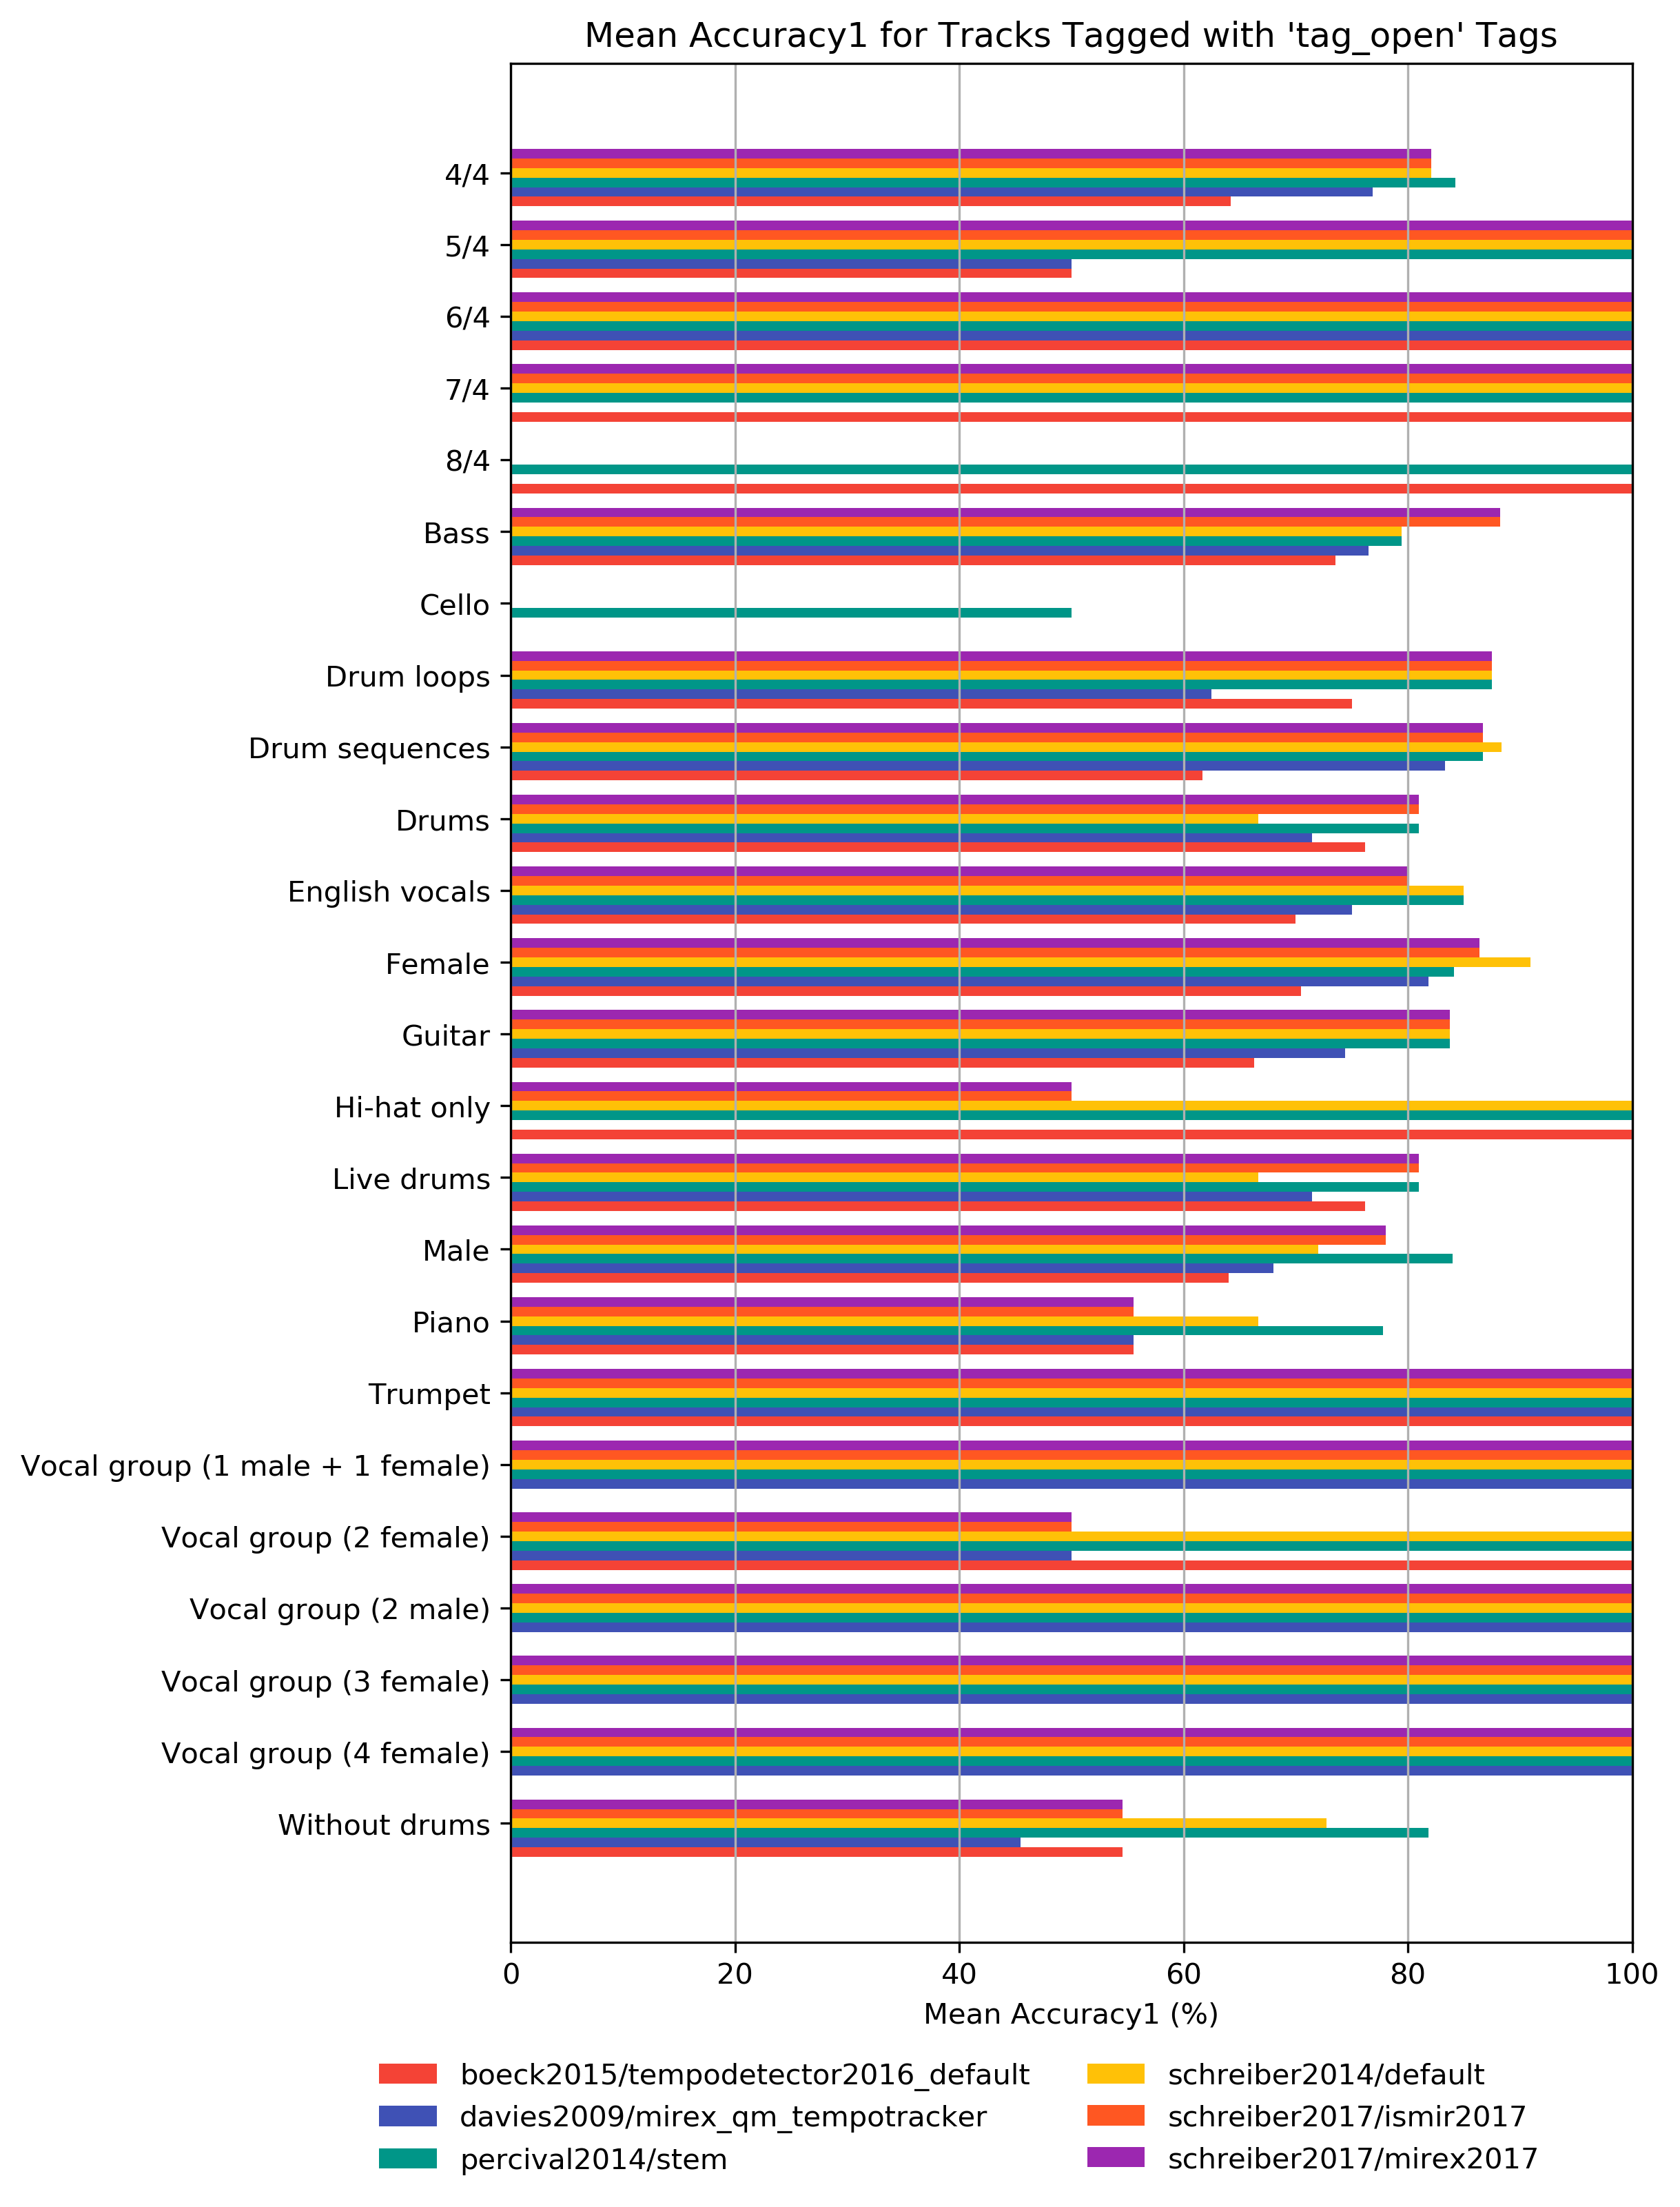 Mean Accuracy1 for Tracks Tagged with 'tag_open' Tags
4/4
5/4
6/4
7/4
8/4
Bass
Cello
Drum loops
Drum sequences
Drums
English vocals
Female
Guitar
Hi-hat only
Live drums
Male
Piano
Trumpet
Vocal group (1 male + 1 female)
Vocal group (2 female)
Vocal group (2 male)
Vocal group (3 female)
Vocal group (4 female)
Without drums
0 20 40 60 80 100
Mean Accuracy1 (%)
boeck2015/tempodetector2016_default
davies2009/mirex_qm_tempotracker
percival2014/stem
schreiber2014/default
schreiber2017/ismir2017
schreiber2017/mirex2017